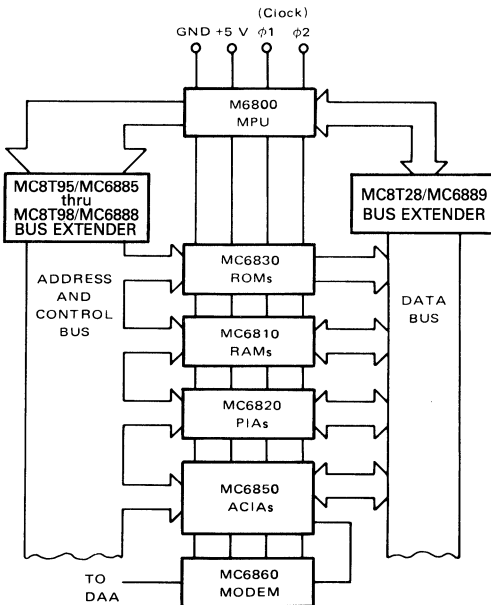 (Clock)
GND +5 V φ1 φ2
M6800
MPU
MC8T95/MC6885
thru
MC8T98/MC6888
BUS EXTENDER
MC8T28/MC6889
BUS EXTENDER
ADDRESS
AND
CONTROL
BUS
MC6830
ROMs
DATA
BUS
MC6810
RAMs
MC6820
PIAs
MC6850
ACIAs
TO
DAA
MC6860
MODEM